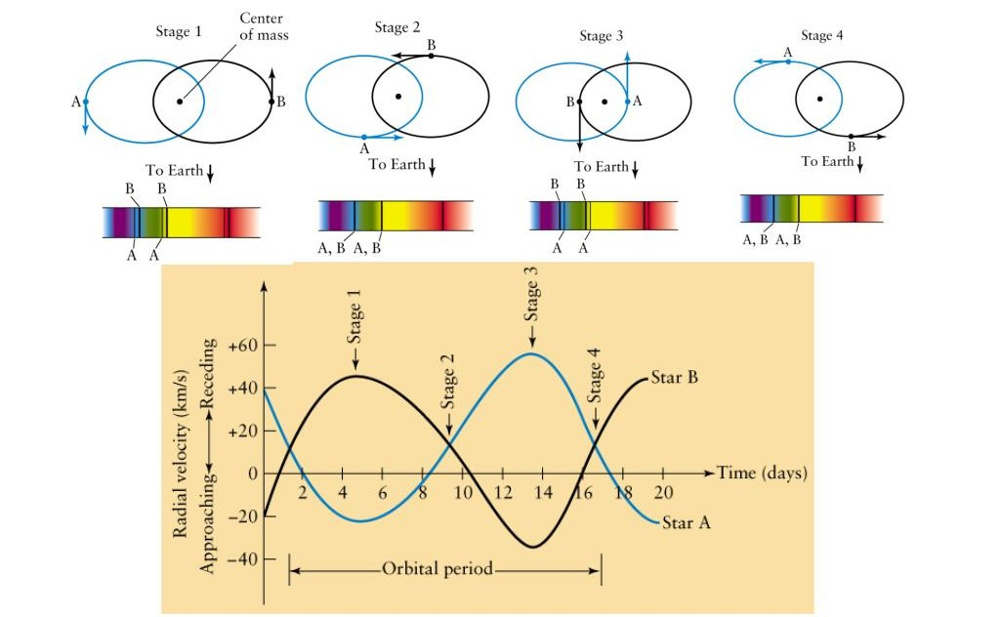 Stage 1
Center
of mass
A
B
To Earth
B B
A A
Stage 2
B
A
To Earth
A, B A, B
Stage 3
B
A
To Earth
B B
A A
Stage 4
A
B
To Earth
A, B A, B
Radial velocity (km/s)
Approaching
Receding
+60
+40
+20
0
−20
−40
Stage 1
Stage 2
Stage 3
Stage 4
Star B
Star A
2 4 6 8 10 12 14 16 18 20
Time (days)
Orbital period